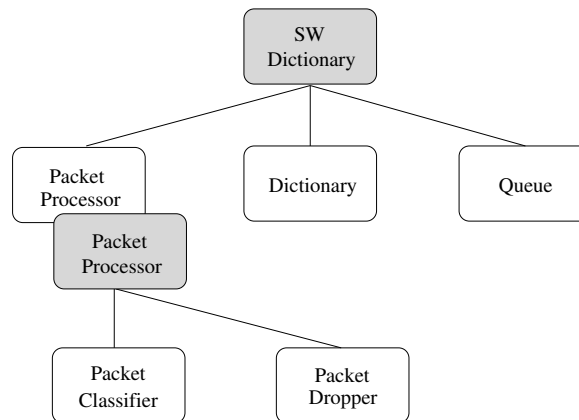 SW
Dictionary
Packet
Processor
Dictionary
Queue
Packet
Processor
Packet
Classifier
Packet
Dropper